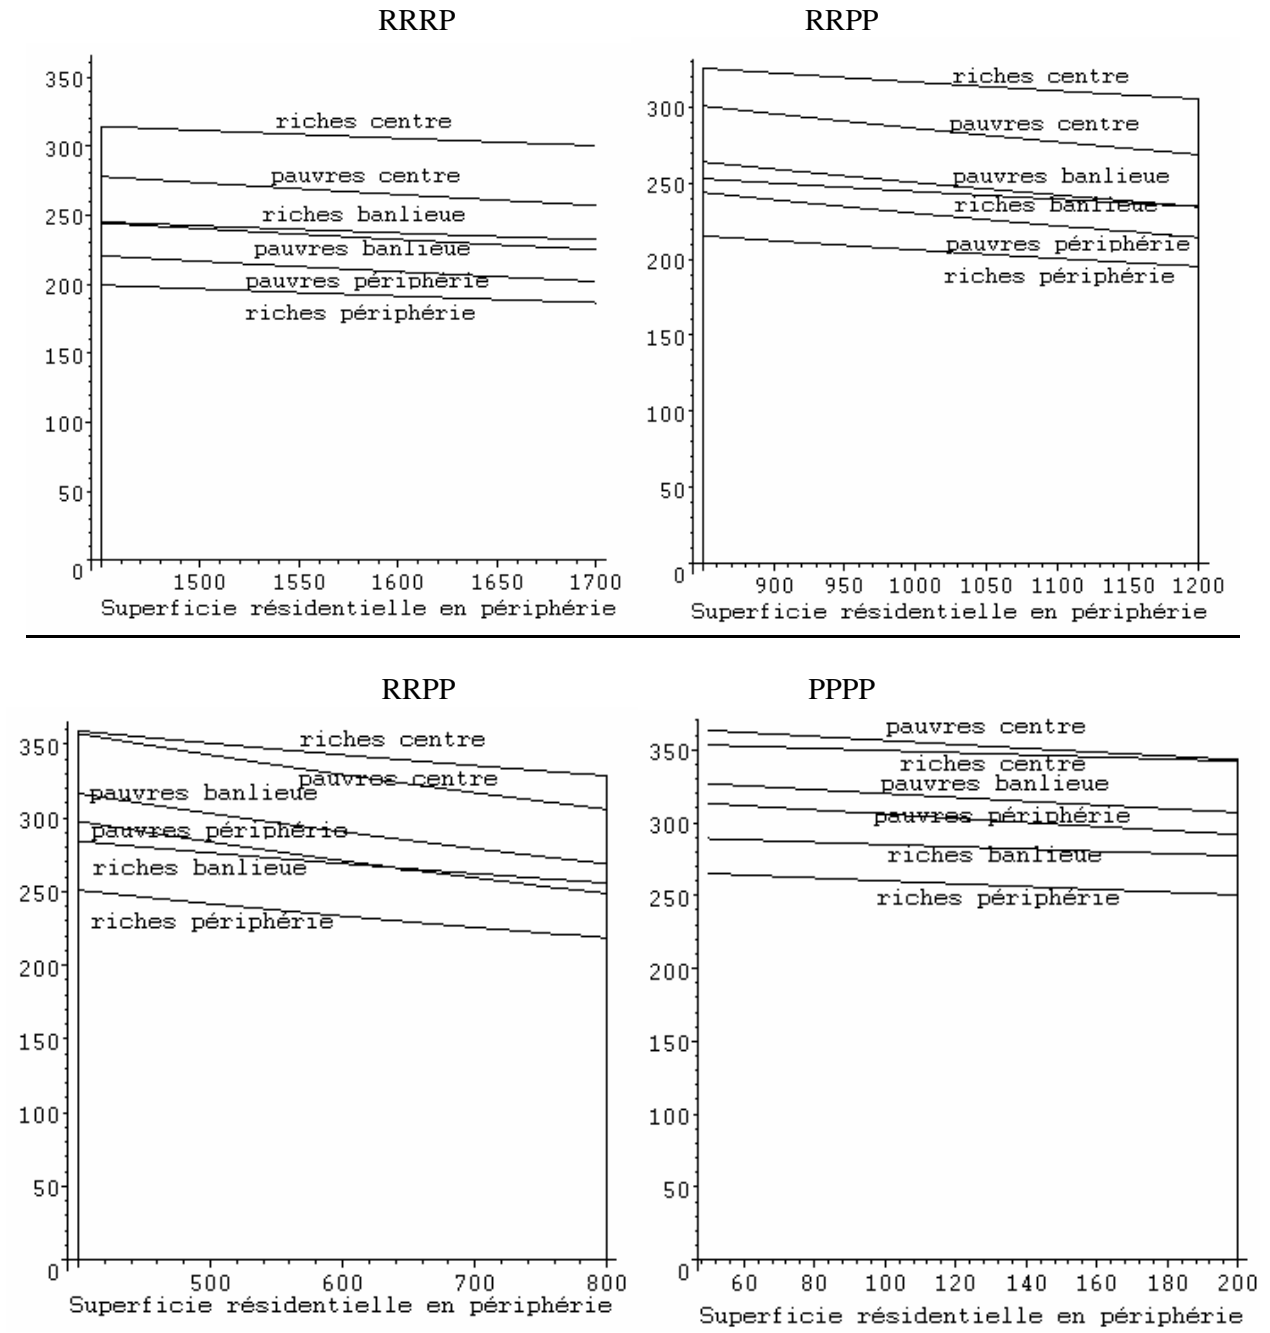 RRRP
350
300
250
200
150
100
50
0
riches centre
pauvres centre
riches banlieue
pauvres banlieue
pauvres périphérie
riches périphérie
1500 1550 1600 1650 1700
Superficie résidentielle en périphérie
RRPP
300
250
200
150
100
50
0
riches centre
pauvres centre
pauvres banlieue
riches banlieue
pauvres périphérie
riches périphérie
900 950 1000 1050 1100 1150 1200
Superficie résidentielle en périphérie
RRPP
350
300
250
200
150
100
50
0
riches centre
pauvres centre
pauvres banlieue
pauvres périphérie
riches banlieue
riches périphérie
500 600 700 800
Superficie résidentielle en périphérie
PPPP
350
300
250
200
150
100
50
0
pauvres centre
riches centre
pauvres banlieue
pauvres périphérie
riches banlieue
riches périphérie
60 80 100 120 140 160 180 200
Superficie résidentielle en périphérie